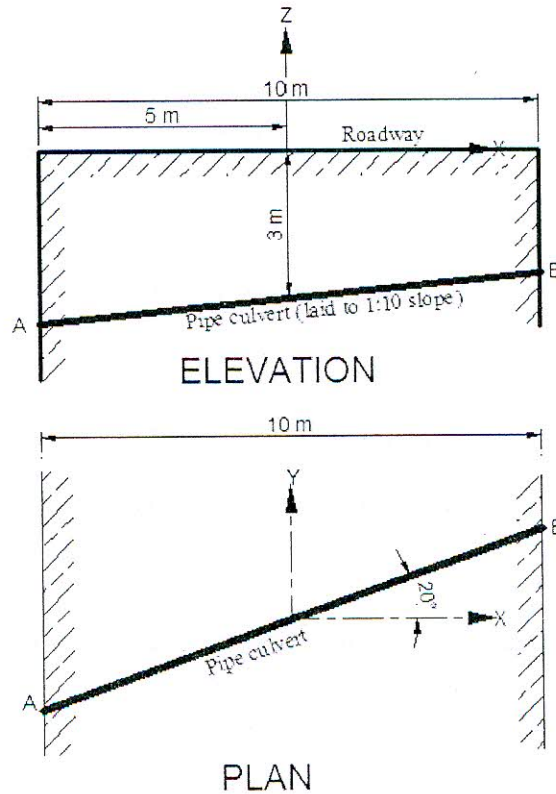 Z
10 m
5 m
Roadway
X
3 m
A
B
Pipe culvert (laid to 1:10 slope)
ELEVATION
10 m
Y
B
20°
X
Pipe culvert
A
PLAN